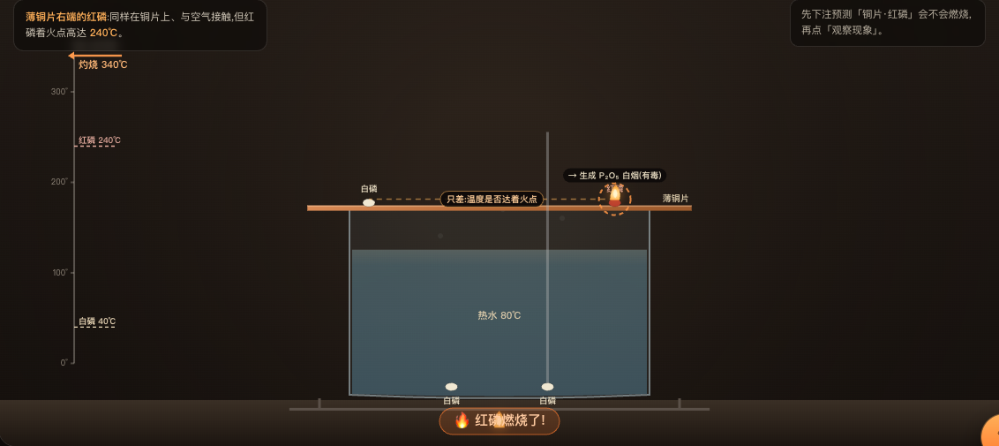 薄铜片右端的红磷:同样在铜片上、与空气接触,但红
磷着火点高达 240℃。
先下注预测「铜片·红磷」会不会燃烧,
再点「观察现象」。
灼烧 340℃
300°
红磷 240℃
200°
100°
白磷 40℃
0°
→ 生成 P₂O₅ 白烟(有毒)
白磷
只差:温度是否达着火点
薄铜片
热水 80℃
白磷
白磷
红磷燃烧了!